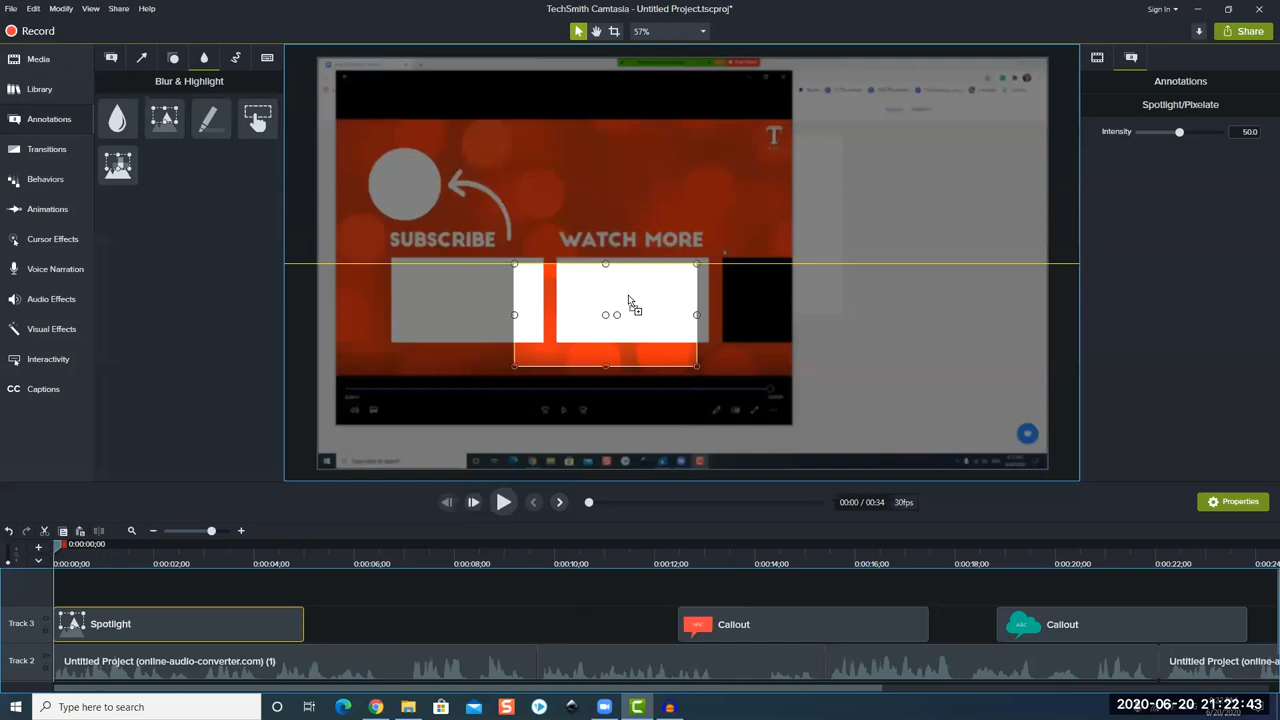 File Edit Modify View Share Help
TechSmith Camtasia - Untitled Project.tscproj*
Sign In
Record
57%
Share
Media
Library
Annotations
Transitions
Behaviors
Animations
Cursor Effects
Voice Narration
Audio Effects
Visual Effects
Interactivity
Captions
Blur & Highlight
T
SUBSCRIBE
WATCH MORE
Annotations
Spotlight/Pixelate
Intensity 50.0
00:00 / 00:34 30fps
Properties
0:00:00;00
0:00:00;00 0:00:02;00 0:00:04;00 0:00:06;00 0:00:08;00 0:00:10;00 0:00:12;00 0:00:14;00 0:00:16;00 0:00:18;00 0:00:20;00 0:00:22;00 0:00:24
Track 3
Spotlight
ABC Callout
ABC Callout
Track 2
Untitled Project (online-audio-converter.com) (1)
Untitled Project (online-a
Type here to search
2020-06-20 21:22:43